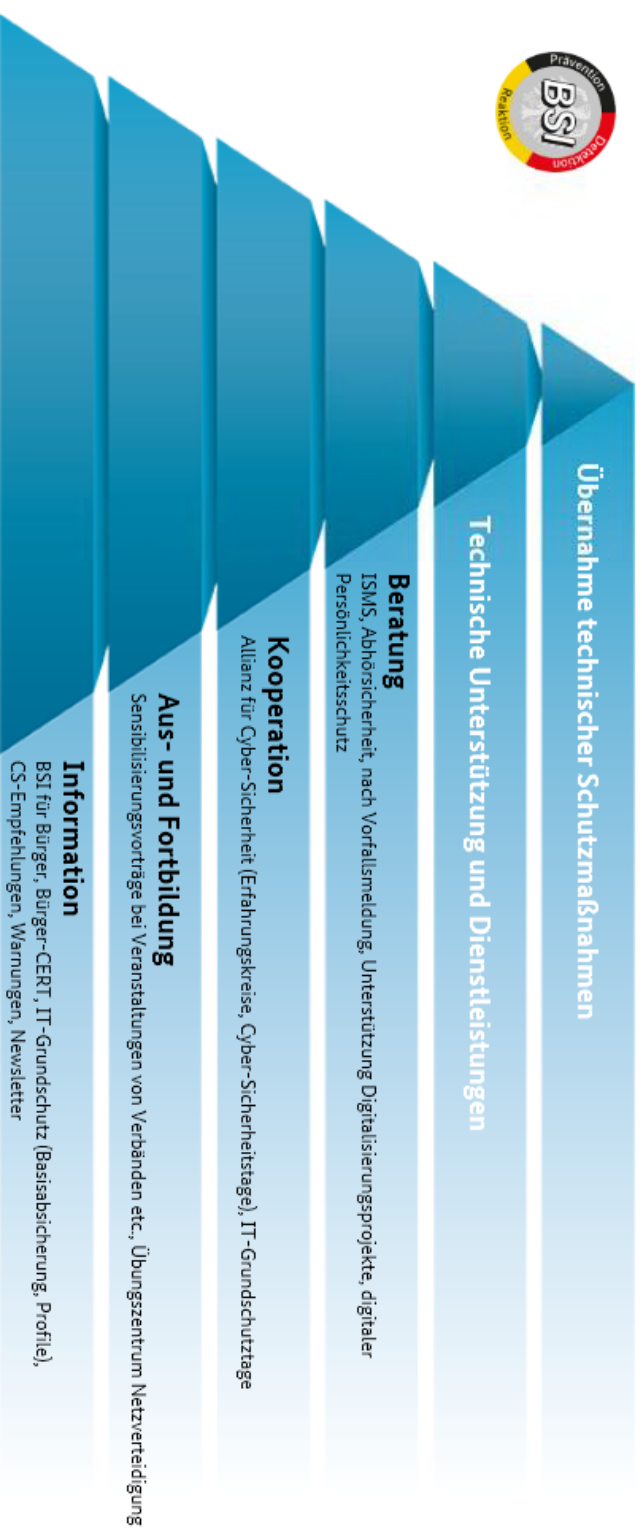 Prävention
Detektion
Reaktion
BSI
Übernahme technischer Schutzmaßnahmen
Technische Unterstützung und Dienstleistungen
Beratung
ISMS, Abhörsicherheit, nach Vorfallsmeldung, Unterstützung Digitalisierungsprojekte, digitaler
Persönlichkeitsschutz
Kooperation
Allianz für Cyber-Sicherheit (Erfahrungskreise, Cyber-Sicherheitstage), IT-Grundschutztage
Aus- und Fortbildung
Sensibilisierungsvorträge bei Veranstaltungen von Verbänden etc., Übungszentrum Netzverteidigung
Information
BSI für Bürger, Bürger-CERT, IT-Grundschutz (Basisabsicherung, Profile),
CS-Empfehlungen, Warnungen, Newsletter